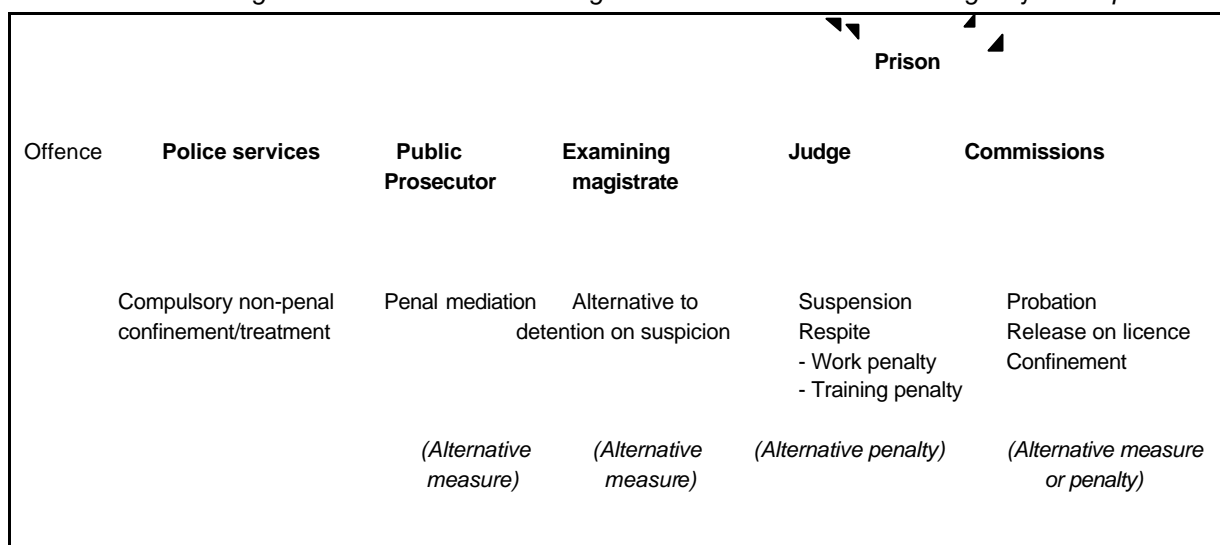 Prison
Offence Police services Public Examining Judge Commissions
Prosecutor magistrate
Compulsory non-penal Penal mediation Alternative to Suspension Probation
confinement/treatment detention on suspicion Respite Release on licence
- Work penalty Confinement
- Training penalty
(Alternative (Alternative (Alternative penalty) (Alternative measure
measure) measure) or penalty)